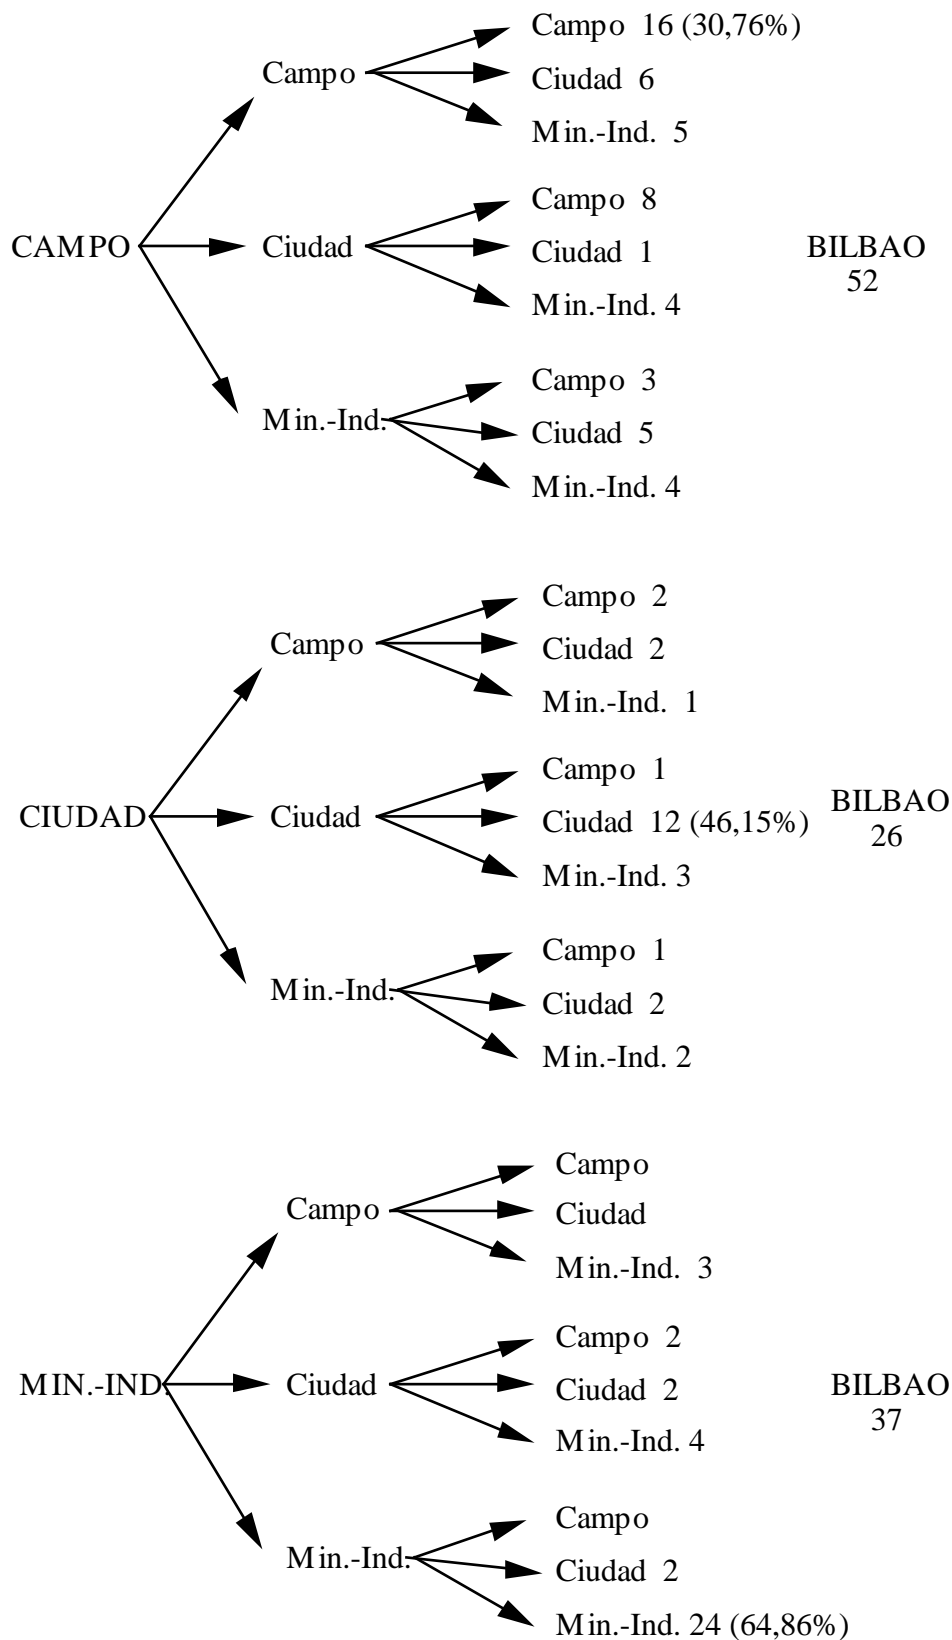 Campo 16 (30,76%)
Campo
Ciudad 6
Min.-Ind. 5
Campo 8
CAMPO
Ciudad
Ciudad 1
BILBAO
52
Min.-Ind. 4
Campo 3
Min.-Ind.
Ciudad 5
Min.-Ind. 4
Campo 2
Campo
Ciudad 2
Min.-Ind. 1
Campo 1
CIUDAD
Ciudad
Ciudad 12 (46,15%)
BILBAO
26
Min.-Ind. 3
Campo 1
Min.-Ind.
Ciudad 2
Min.-Ind. 2
Campo
Campo
Ciudad
Min.-Ind. 3
Campo 2
MIN.-IND.
Ciudad
Ciudad 2
BILBAO
37
Min.-Ind. 4
Campo
Min.-Ind.
Ciudad 2
Min.-Ind. 24 (64,86%)